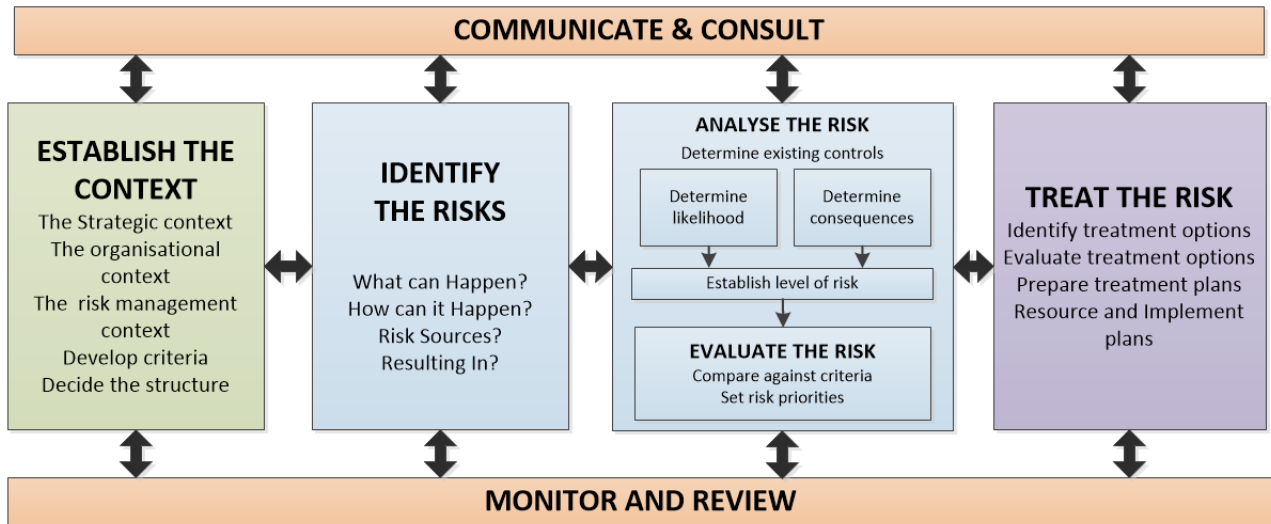 COMMUNICATE & CONSULT
ESTABLISH THE
CONTEXT
The Strategic context
The organisational
context
The risk management
context
Develop criteria
Decide the structure
IDENTIFY
THE RISKS
What can Happen?
How can it Happen?
Risk Sources?
Resulting In?
ANALYSE THE RISK
Determine existing controls
Determine
likelihood
Determine
consequences
Establish level of risk
EVALUATE THE RISK
Compare against criteria
Set risk priorities
TREAT THE RISK
Identify treatment options
Evaluate treatment options
Prepare treatment plans
Resource and Implement
plans
MONITOR AND REVIEW